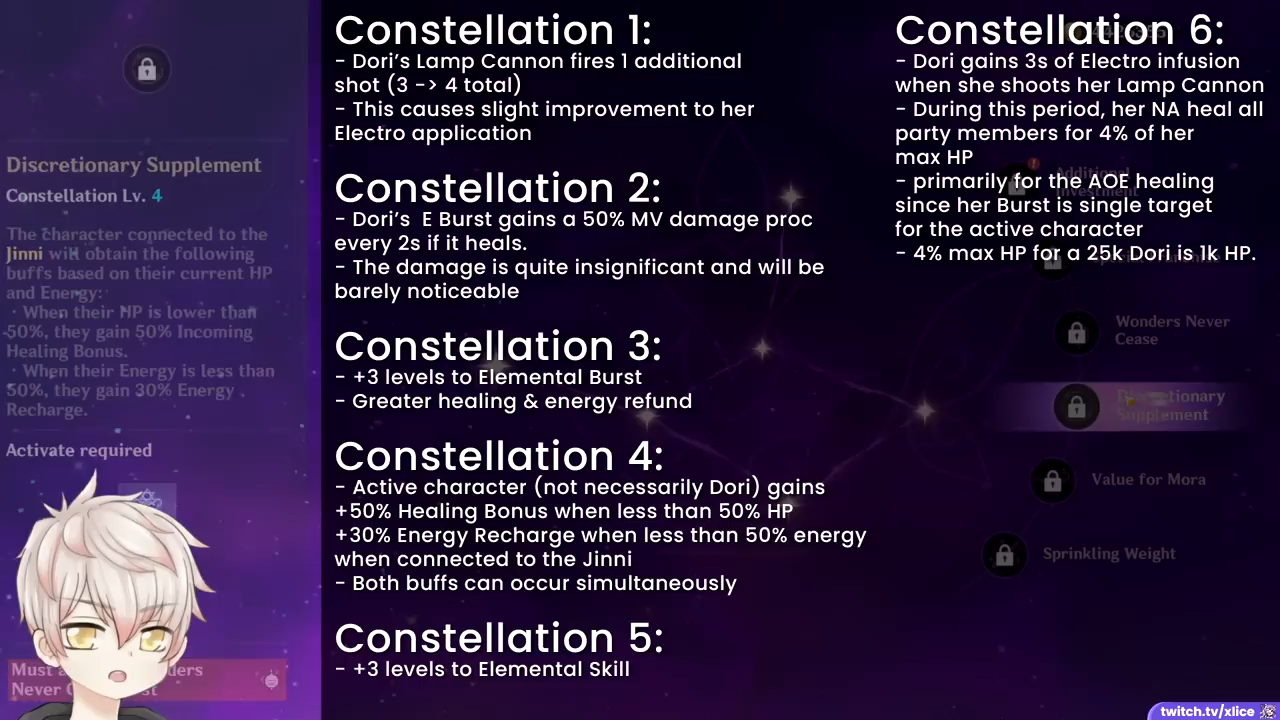 Discretionary Supplement
Constellation Lv. 4
The character connected to the
Jinni will obtain the following
buffs based on their current HP
and Energy:
· When their HP is lower than
50%, they gain 50% Incoming
Healing Bonus.
· When their Energy is less than
50%, they gain 30% Energy
Recharge.
Activate required
Must
Never
Constellation 1:
- Dori's Lamp Cannon fires 1 additional
shot (3 -> 4 total)
- This causes slight improvement to her
Electro application
Constellation 2:
- Dori's  E Burst gains a 50% MV damage proc
every 2s if it heals.
- The damage is quite insignificant and will be
barely noticeable
Constellation 3:
- +3 levels to Elemental Burst
- Greater healing & energy refund
Constellation 4:
- Active character (not necessarily Dori) gains
+50% Healing Bonus when less than 50% HP
+30% Energy Recharge when less than 50% energy
when connected to the Jinni
- Both buffs can occur simultaneously
Constellation 5:
- +3 levels to Elemental Skill
Constellation 6:
- Dori gains 3s of Electro infusion
when she shoots her Lamp Cannon
- During this period, her NA heal all
party members for 4% of her
max HP
- primarily for the AOE healing
since her Burst is single target
for the active character
- 4% max HP for a 25k Dori is 1k HP.
Additional
Investment
Wonders Never
Cease
Discretionary
Supplement
Value for Mora
Sprinkling Weight
twitch.tv/xlice